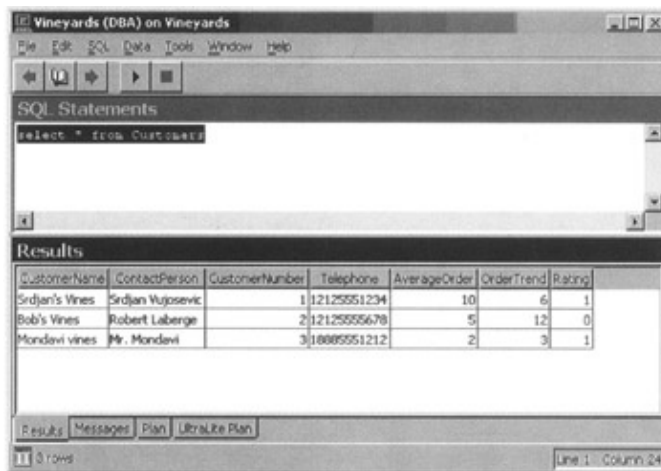 Vineyards (DBA) on Vineyards
File Edit SQL Data Tools Window Help
SQL Statements
select * from Customers
Results
CustomerName ContactPerson CustomerNumber Telephone AverageOrder OrderTrend Rating
Srdjan's Vines Srdjan Vujosevic 1 12125551234 10 6 1
Bob's Vines Robert Laberge 2 12125555678 5 12 0
Mondavi vines Mr. Mondavi 3 18885551212 2 3 1
Results Messages Plan UltraLite Plan
3 rows Line 1 Column 24